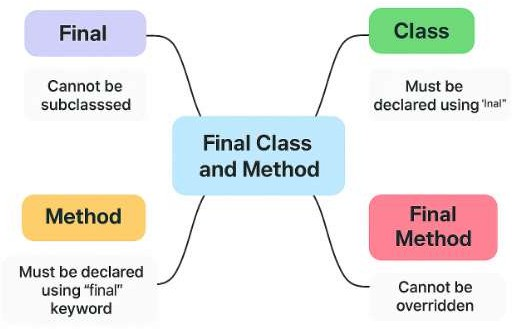 Final
Cannot be
subclasssed
Class
Must be
declared using 'lnal"
Final Class
and Method
Method
Must be declared
using "final"
keyword
Final
Method
Cannot be
overridden